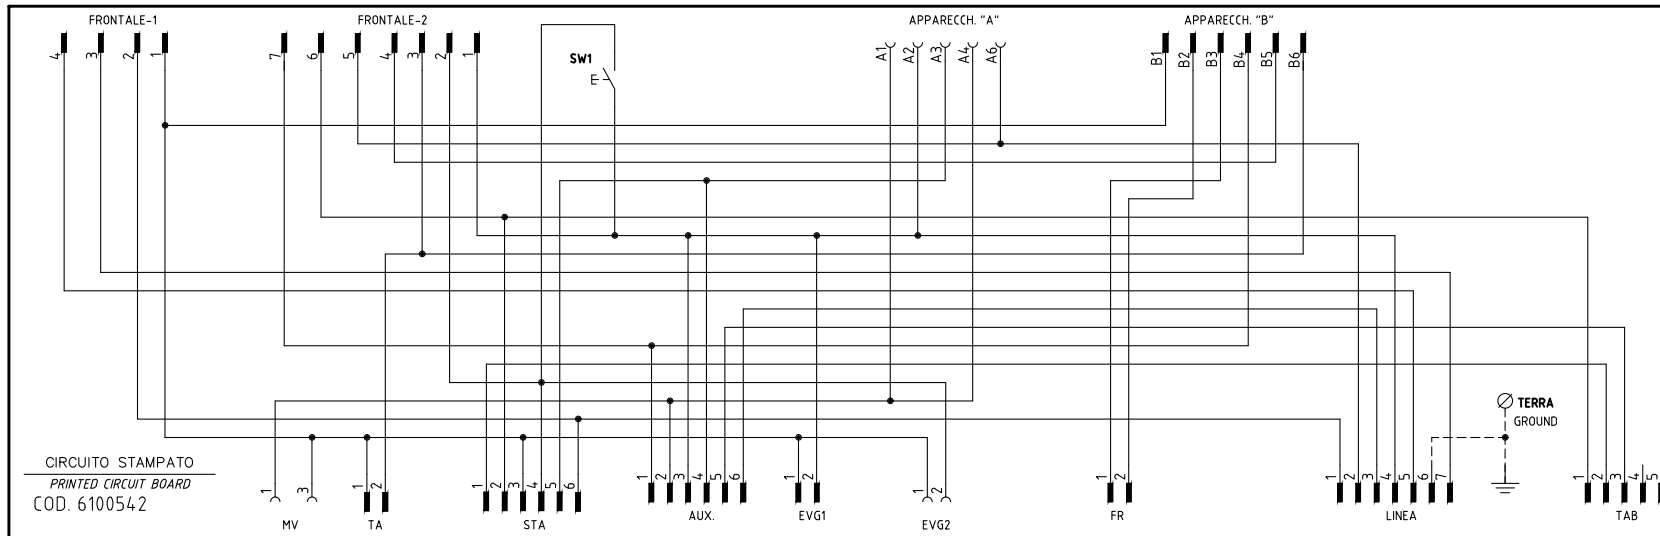 FRONTALE-1
FRONTALE-2
APPARECCH. "A"
APPARECCH. "B"
4 3 2 1
7 6 5 4 3 2 1
SW1
E
A1 A2 A3 A4 A6
B1 B2 B3 B4 B5 B6
TERRA
GROUND
CIRCUITO STAMPATO
PRINTED CIRCUIT BOARD
COD. 6100542
1 3
1 2
1 2 3 4 5 6
1 2 3 4 5 6
1 2
1 2
1 2
1 2 3 4 5 6 7
1 2 3 4 5
MV
TA
STA
AUX.
EVG1
EVG2
FR
LINEA
TAB